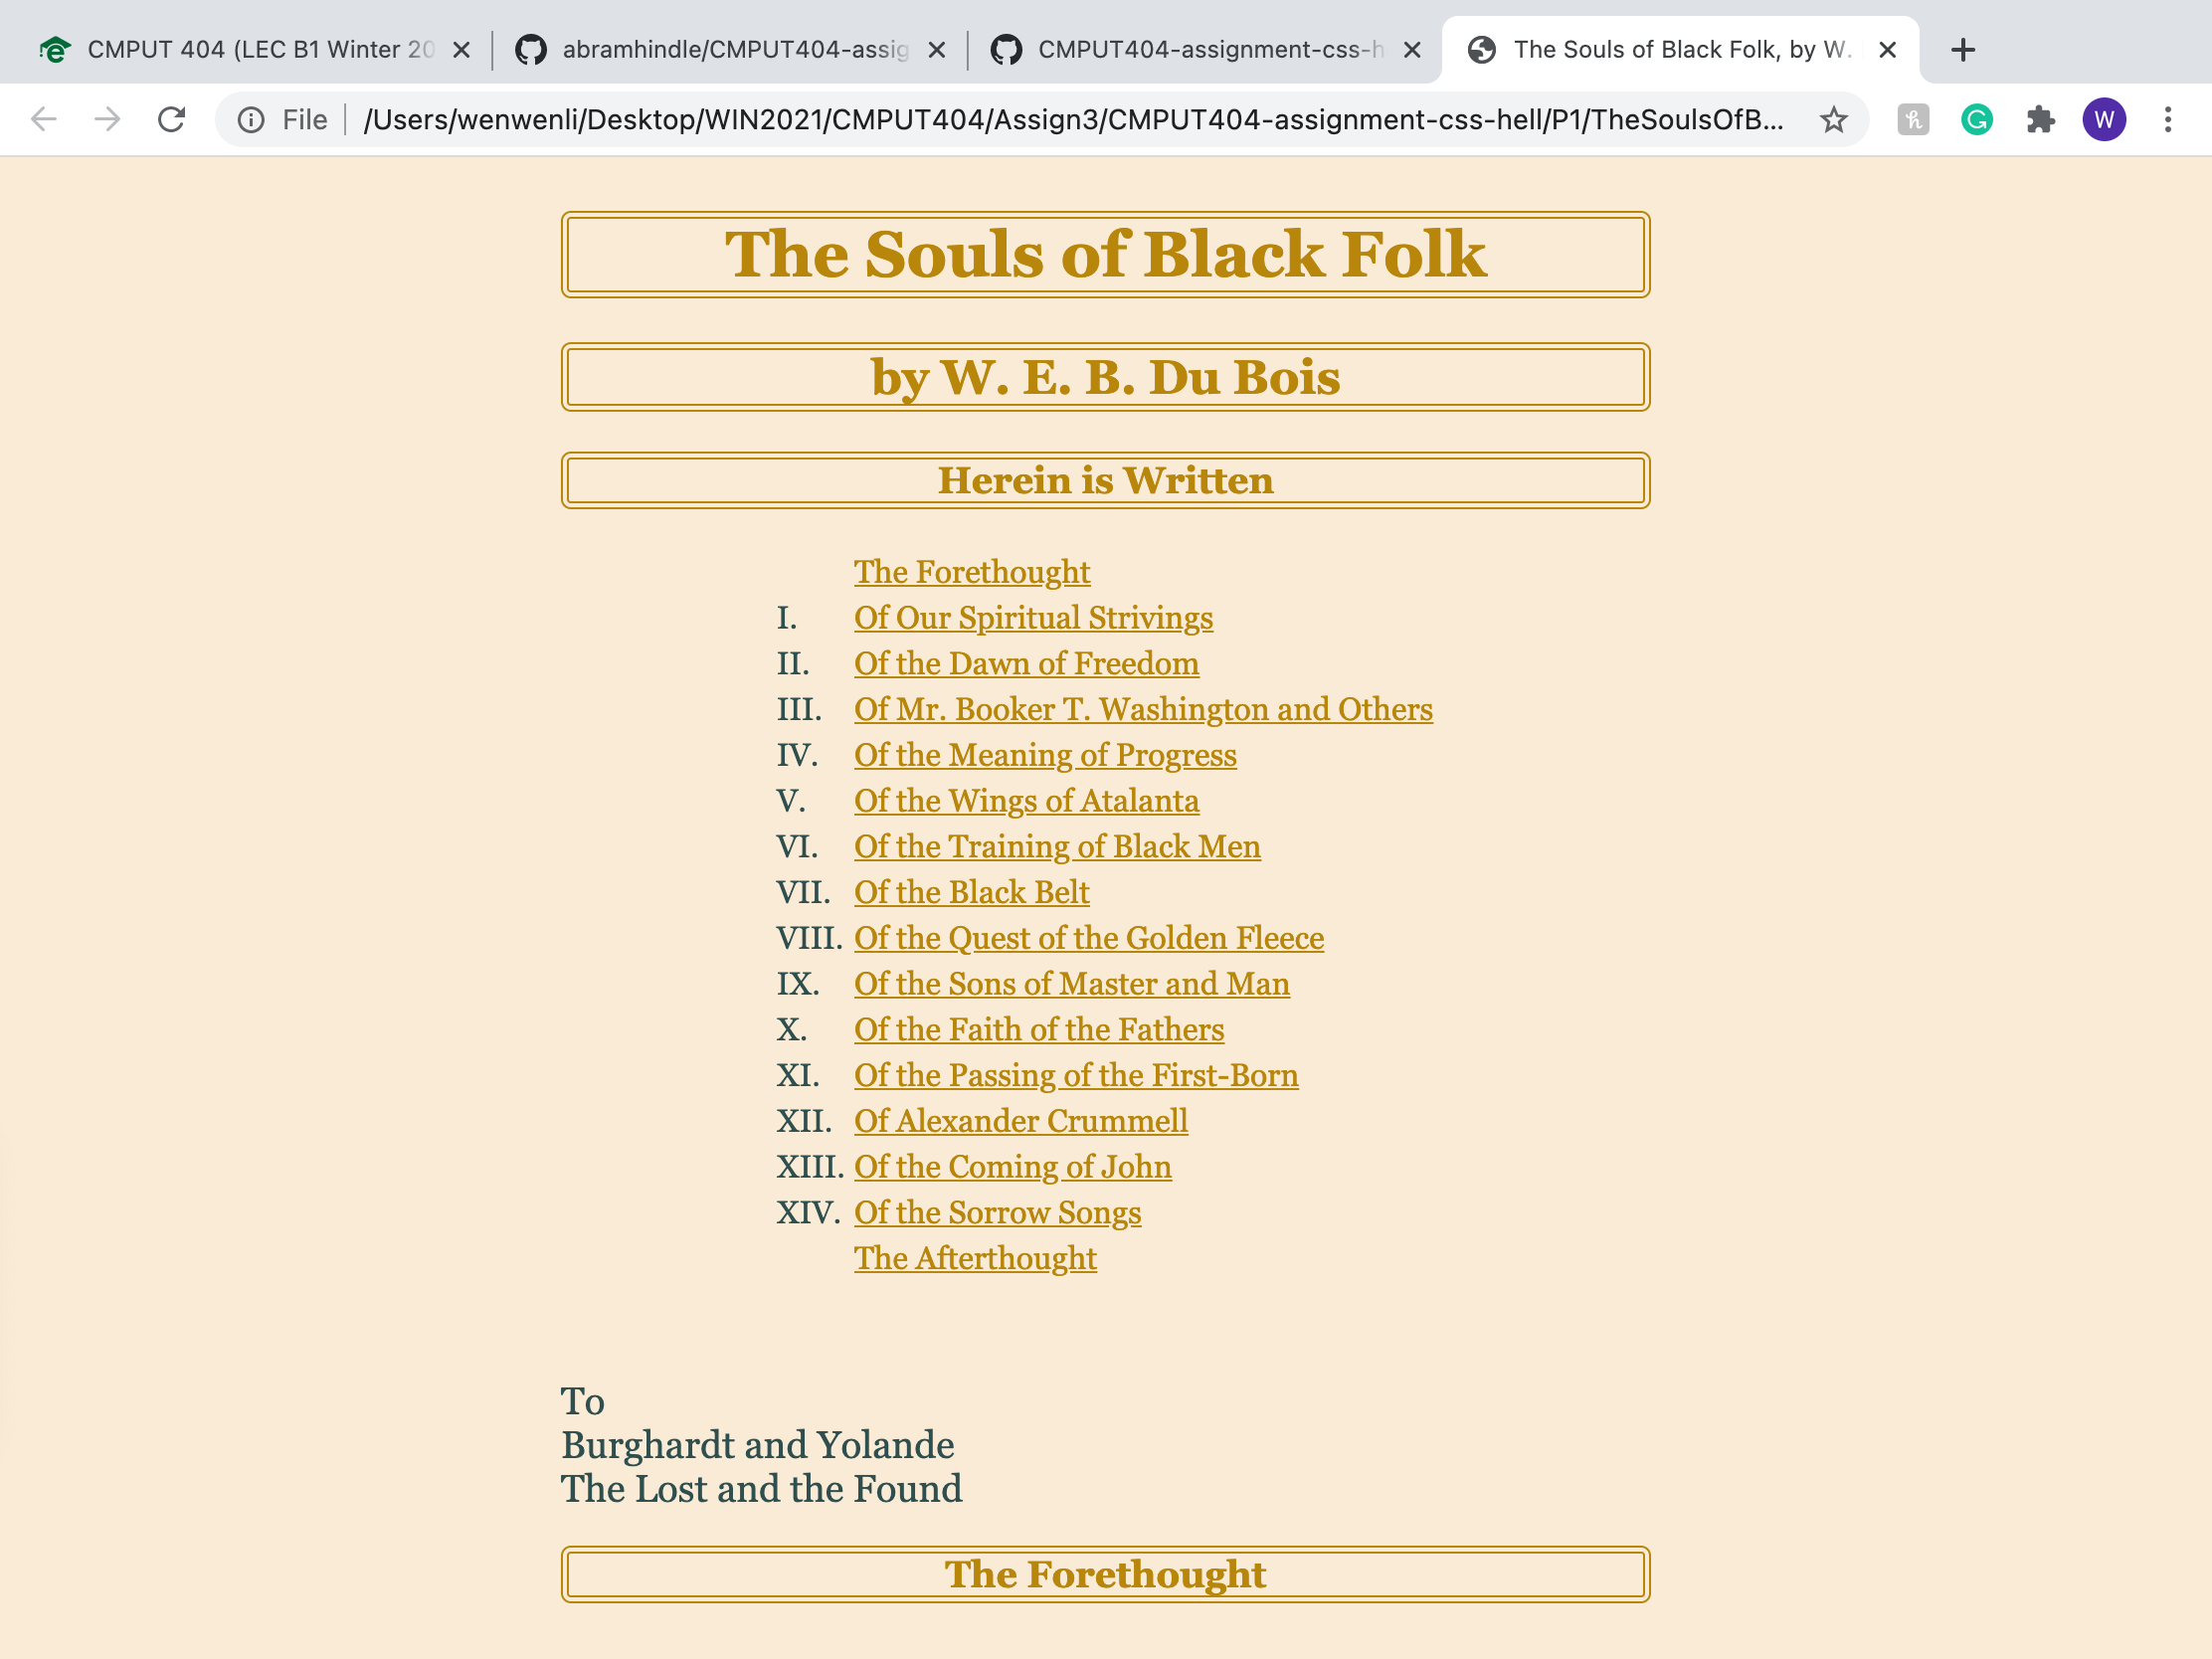 CMPUT 404 (LEC B1 Winter 20
abramhindle/CMPUT404-assig
CMPUT404-assignment-css-h
The Souls of Black Folk, by W.
File /Users/wenwenli/Desktop/WIN2021/CMPUT404/Assign3/CMPUT404-assignment-css-hell/P1/TheSoulsOfB...
W
The Souls of Black Folk
by W. E. B. Du Bois
Herein is Written
The Forethought
I. Of Our Spiritual Strivings
II. Of the Dawn of Freedom
III. Of Mr. Booker T. Washington and Others
IV. Of the Meaning of Progress
V. Of the Wings of Atalanta
VI. Of the Training of Black Men
VII. Of the Black Belt
VIII. Of the Quest of the Golden Fleece
IX. Of the Sons of Master and Man
X. Of the Faith of the Fathers
XI. Of the Passing of the First-Born
XII. Of Alexander Crummell
XIII. Of the Coming of John
XIV. Of the Sorrow Songs
The Afterthought
To
Burghardt and Yolande
The Lost and the Found
The Forethought